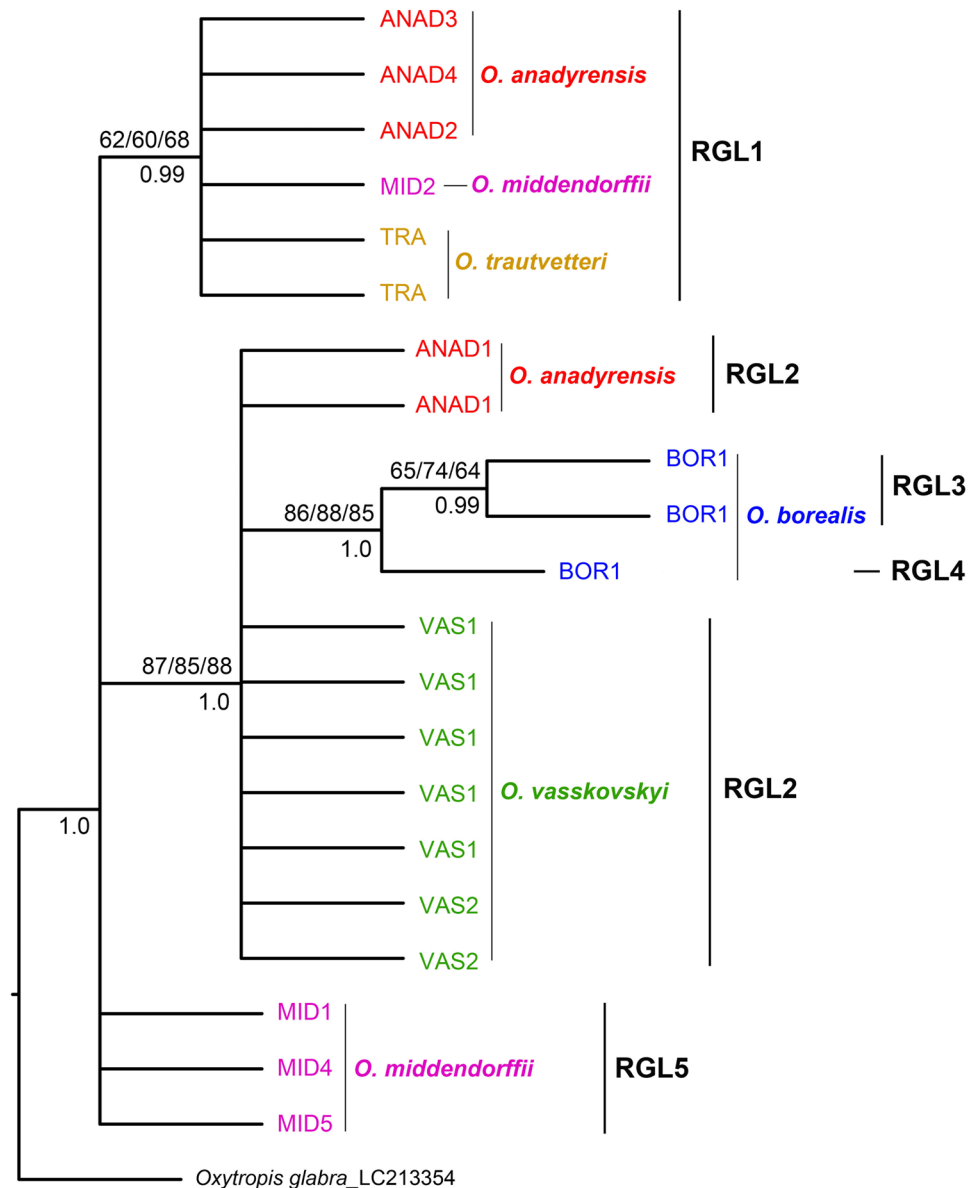 ANAD3
ANAD4
O. anadyrensis
ANAD2
62/60/68
0.99
RGL1
MID2
O. middendorffii
TRA
O. trautvetteri
TRA
ANAD1
O. anadyrensis
RGL2
ANAD1
BOR1
65/74/64
0.99
RGL3
86/88/85
1.0
BOR1
O. borealis
BOR1
RGL4
VAS1
87/85/88
1.0
VAS1
VAS1
VAS1
O. vasskovskyi
RGL2
1.0
VAS1
VAS2
VAS2
MID1
MID4
O. middendorffii
RGL5
MID5
Oxytropis glabra_LC213354